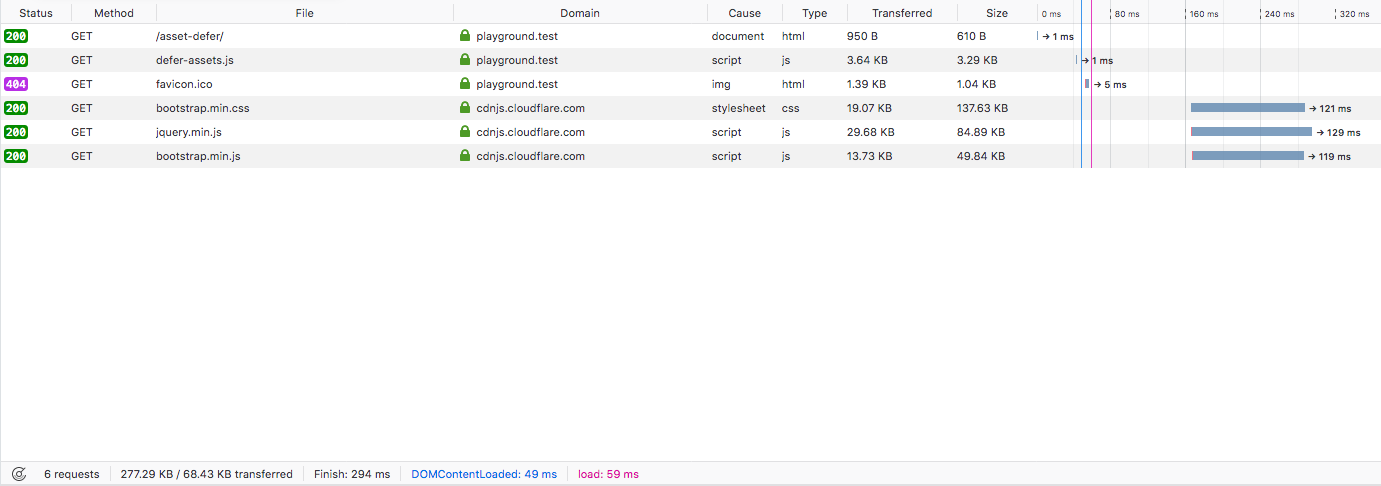 Status Method File Domain Cause Type Transferred Size 0 ms 80 ms 160 ms 240 ms 320 ms
200 GET /asset-defer/ playground.test document html 950 B 610 B → 1 ms
200 GET defer-assets.js playground.test script js 3.64 KB 3.29 KB → 1 ms
404 GET favicon.ico playground.test img html 1.39 KB 1.04 KB → 5 ms
200 GET bootstrap.min.css cdnjs.cloudflare.com stylesheet css 19.07 KB 137.63 KB → 121 ms
200 GET jquery.min.js cdnjs.cloudflare.com script js 29.68 KB 84.89 KB → 129 ms
200 GET bootstrap.min.js cdnjs.cloudflare.com script js 13.73 KB 49.84 KB → 119 ms
6 requests 277.29 KB / 68.43 KB transferred Finish: 294 ms DOMContentLoaded: 49 ms load: 59 ms